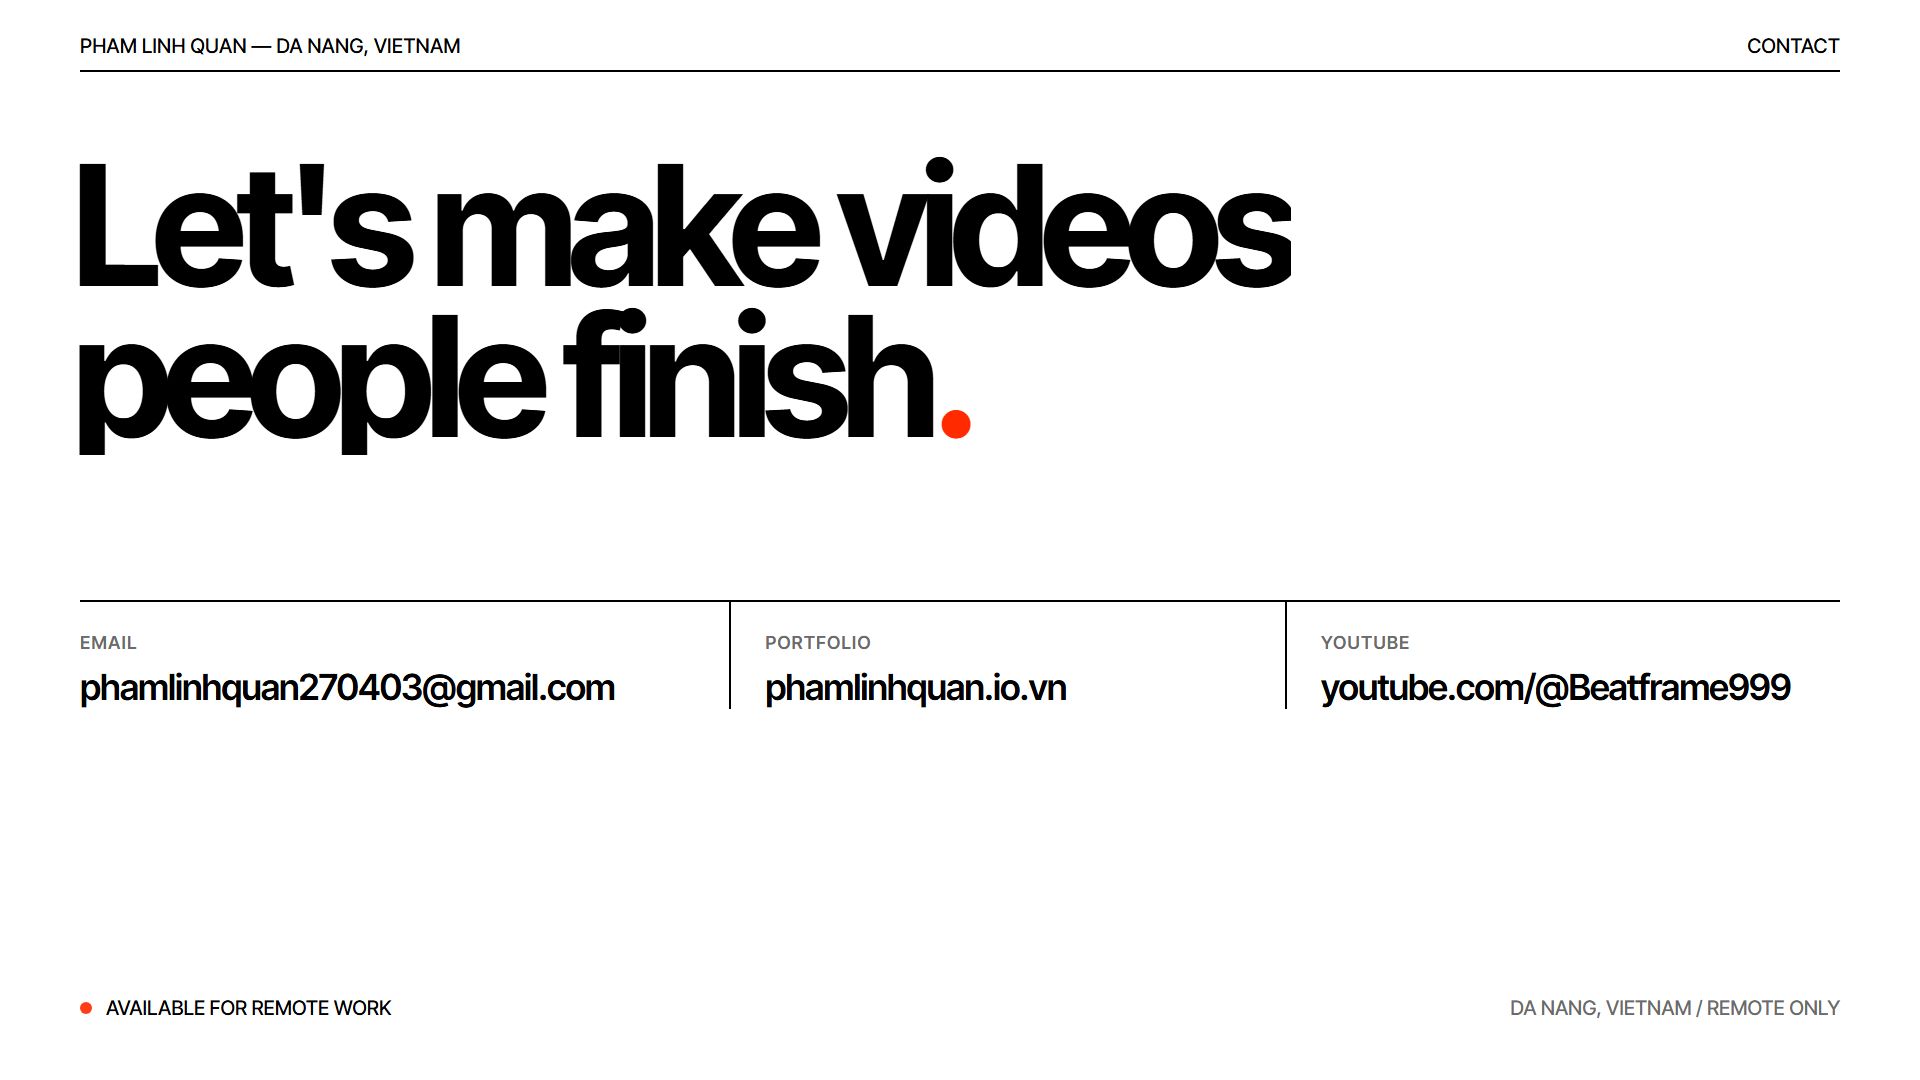 PHAM LINH QUAN — DA NANG, VIETNAM
CONTACT
Let's make videos
people finish.
EMAIL
phamlinhquan270403@gmail.com
PORTFOLIO
phamlinhquan.io.vn
YOUTUBE
youtube.com/@Beatframe999
AVAILABLE FOR REMOTE WORK
DA NANG, VIETNAM / REMOTE ONLY